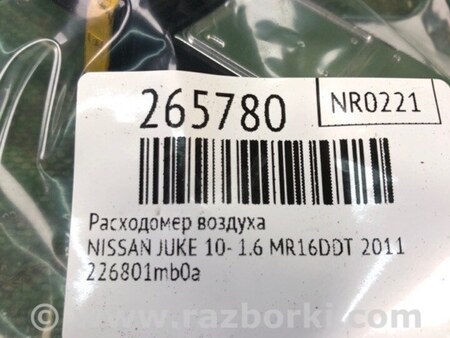 265780
NR0221
Расходомер воздуха
NISSAN JUKE 10- 1.6 MR16DDT 2011
226801mb0a
© www.razborki.com